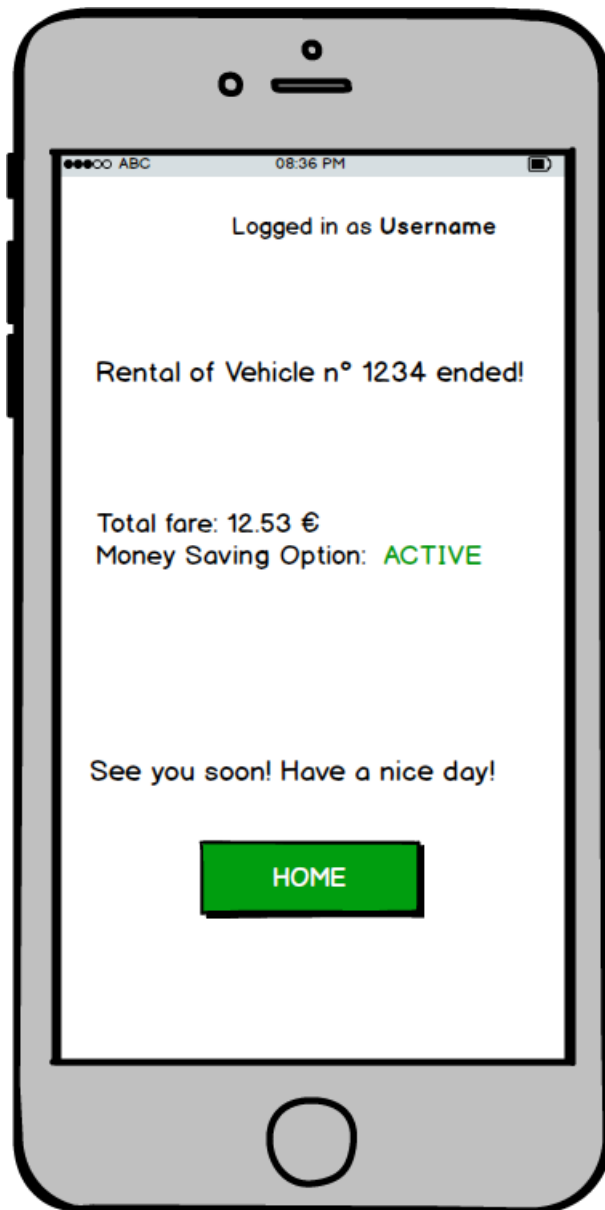 ABC 08:36 PM
Logged in as Username
Rental of Vehicle n° 1234 ended!
Total fare: 12.53 €
Money Saving Option: ACTIVE
See you soon! Have a nice day!
HOME